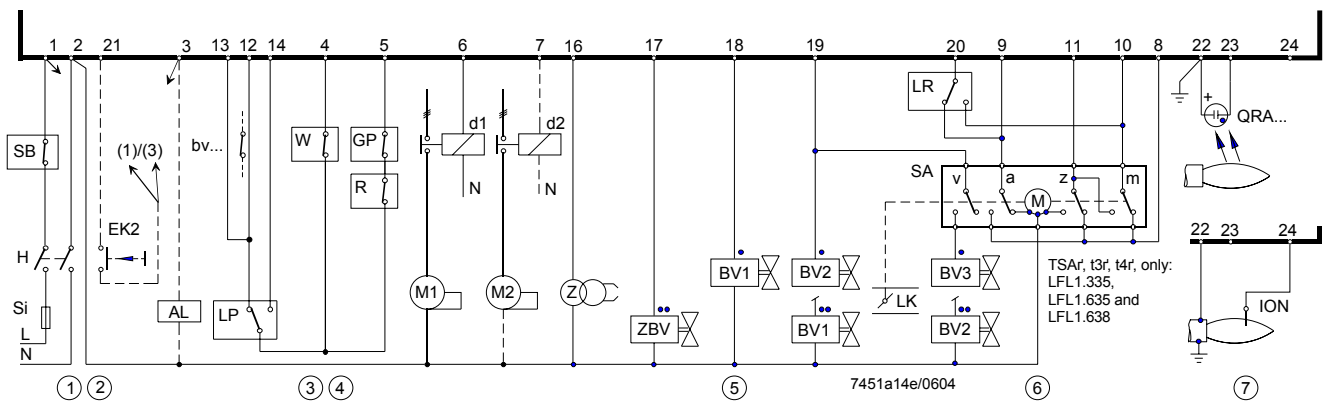 1 2 21 3 13 12 14 4 5 6 7 16 17 18 19 20 9 11 10 8 22 23 24
LR
+
QRA...
SB
(1)/(3)
bv...
W
GP
d1
d2
R
N
N
SA
v a z m
M
EK2
H
22 23 24
BV1
BV2
BV3
TSAr', t3r', t4r', only:
LFL1.335,
LFL1.635 and
LFL1.638
M1
M2
Z
LK
ION
Si
AL
LP
ZBV
BV1
BV2
L
N
1 2 3 4 5 7451a14e/0604 6 7